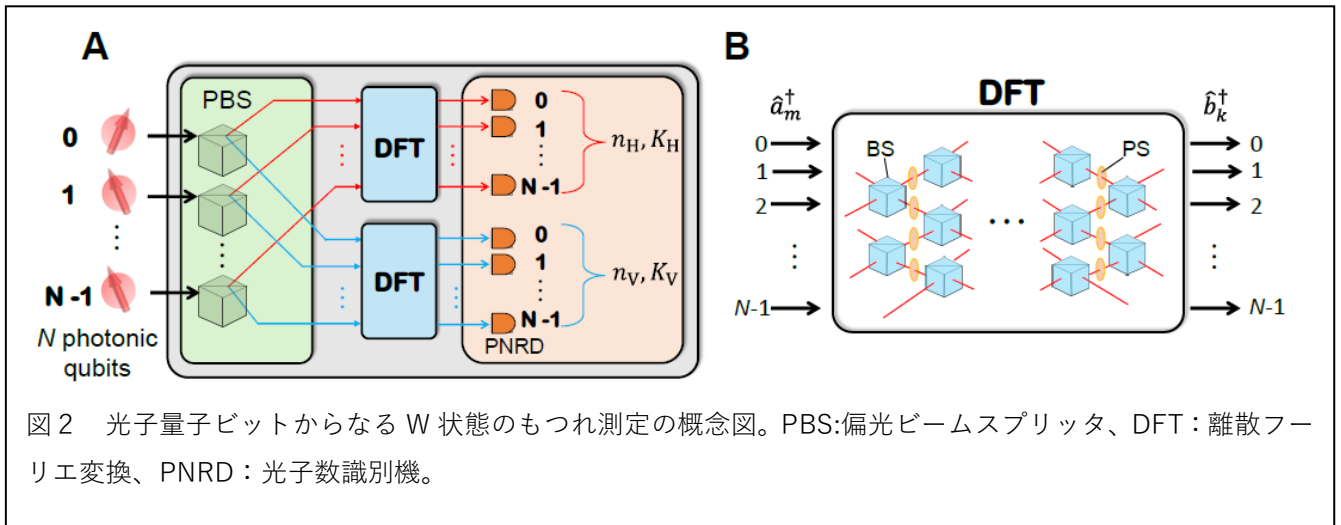 A
PBS
0
1
⋮
N -1
N photonic
qubits
DFT
DFT
0
1
⋮
N -1
n_H, K_H
0
1
⋮
N -1
n_V, K_V
PNRD
B
DFT
â†_m
b̂†_k
0
1
2
⋮
N-1
BS
PS
...
0
1
2
⋮
N-1
図2 光子量子ビットからなる W 状態のもつれ測定の概念図。PBS:偏光ビームスプリッタ、DFT:離散フー
リエ変換、PNRD:光子数識別機。